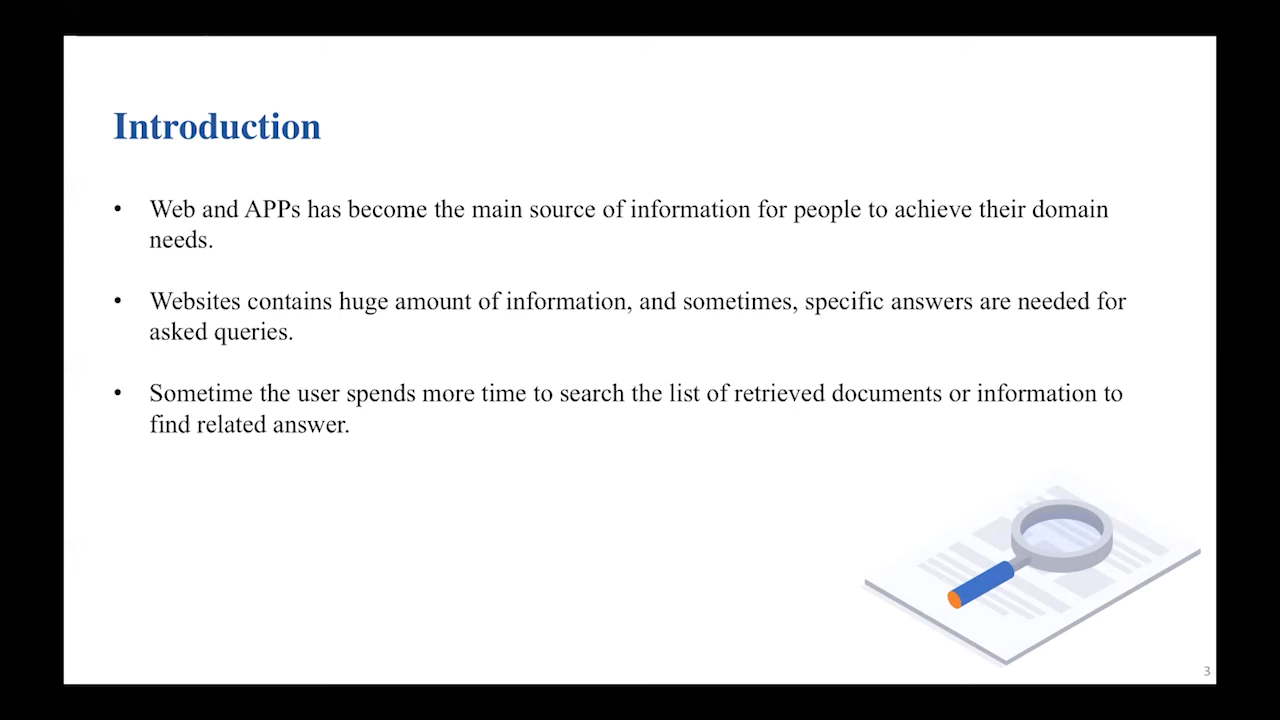 Introduction
• Web and APPs has become the main source of information for people to achieve their domain
needs.
• Websites contains huge amount of information, and sometimes, specific answers are needed for
asked queries.
• Sometime the user spends more time to search the list of retrieved documents or information to
find related answer.
3